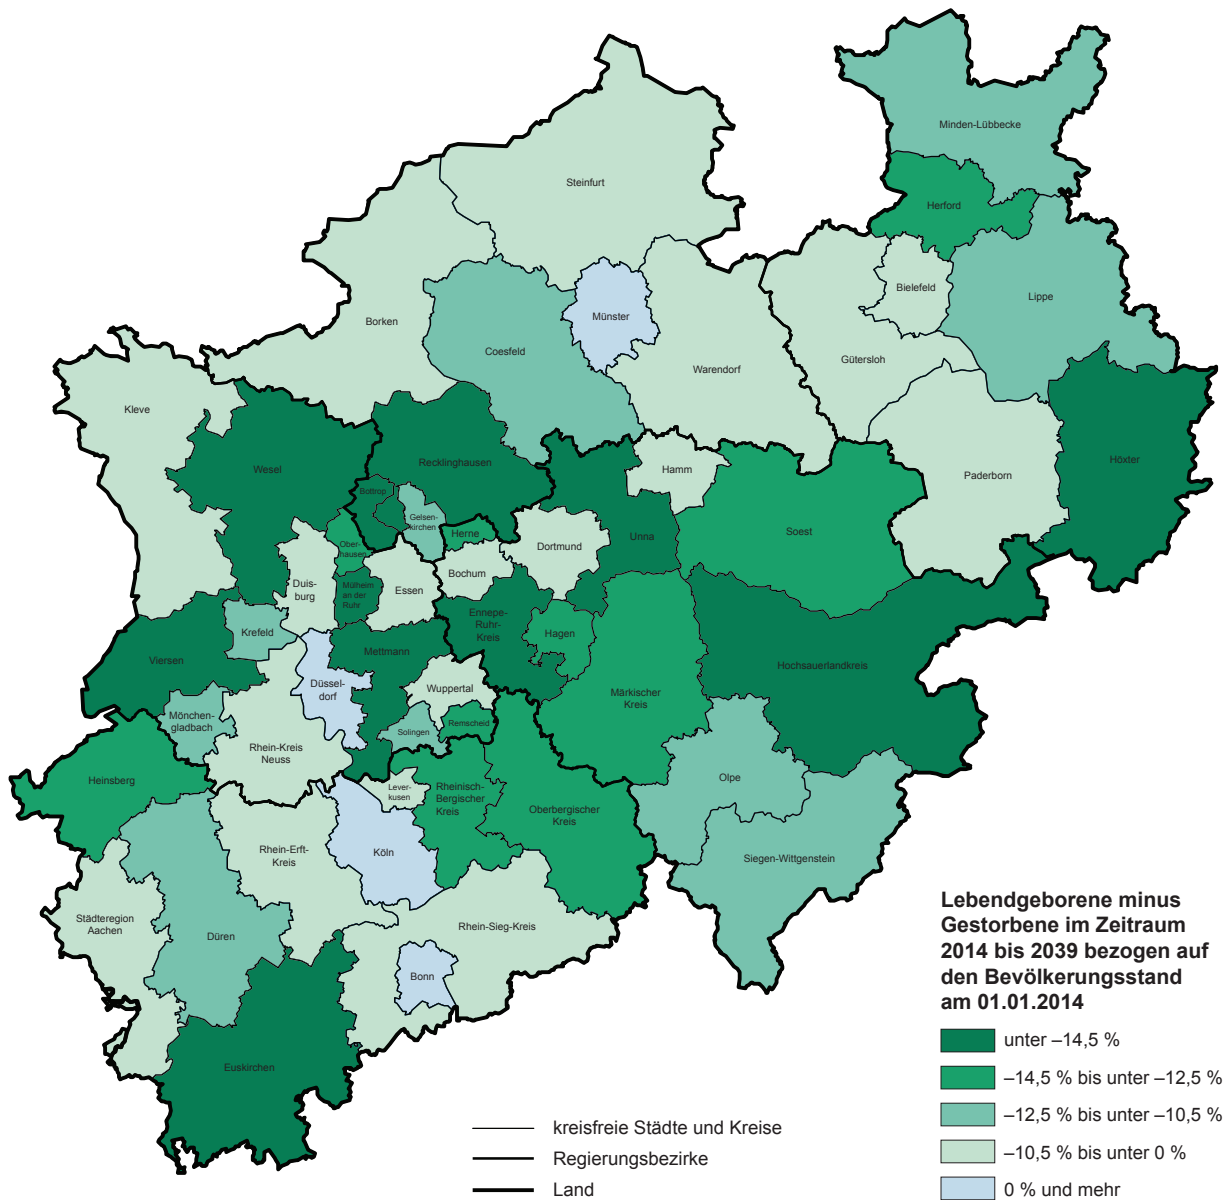 Minden-Lübbecke
Steinfurt
Herford
Bielefeld
Lippe
Münster
Borken
Coesfeld
Gütersloh
Warendorf
Kleve
Recklinghausen
Wesel
Hamm
Paderborn
Höxter
Bottrop
Gelsen-
kirchen
Herne
Unna
Soest
Ober-
hausen
Dortmund
Bochum
Duis-
burg
Mülheim
an der
Ruhr
Essen
Ennepe-
Ruhr-
Kreis
Hagen
Krefeld
Mettmann
Viersen
Hochsauerlandkreis
Düssel-
dorf
Wuppertal
Märkischer
Kreis
Mönchen-
gladbach
Solingen
Remscheid
Rhein-Kreis
Neuss
Heinsberg
Olpe
Lever-
kusen
Rheinisch-
Bergischer
Kreis
Oberbergischer
Kreis
Rhein-Erft-
Kreis
Köln
Siegen-Wittgenstein
Städteregion
Aachen
Düren
Rhein-Sieg-Kreis
Bonn
Euskirchen
Lebendgeborene minus
Gestorbene im Zeitraum
2014 bis 2039 bezogen auf
den Bevölkerungsstand
am 01.01.2014
unter –14,5 %
–14,5 % bis unter –12,5 %
–12,5 % bis unter –10,5 %
–10,5 % bis unter 0 %
0 % und mehr
kreisfreie Städte und Kreise
Regierungsbezirke
Land